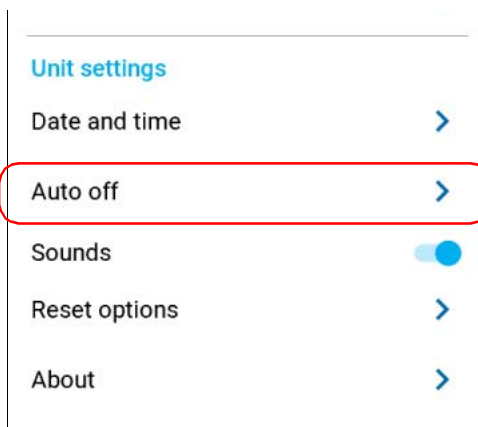 Unit settings
Date and time
Auto off
Sounds
Reset options
About